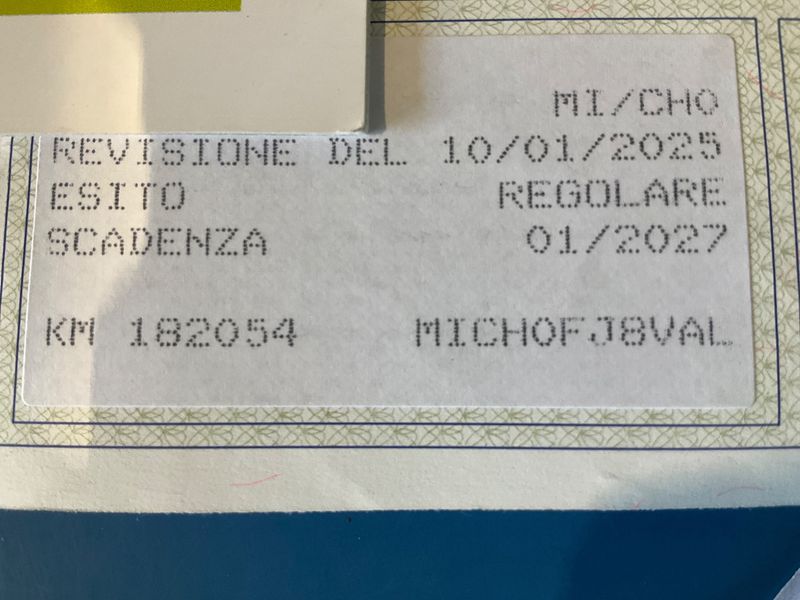 MI/CHO
REVISIONE DEL 10/01/2025
ESITO REGOLARE
SCADENZA 01/2027
KM 182054 MICHOFJ8VAL